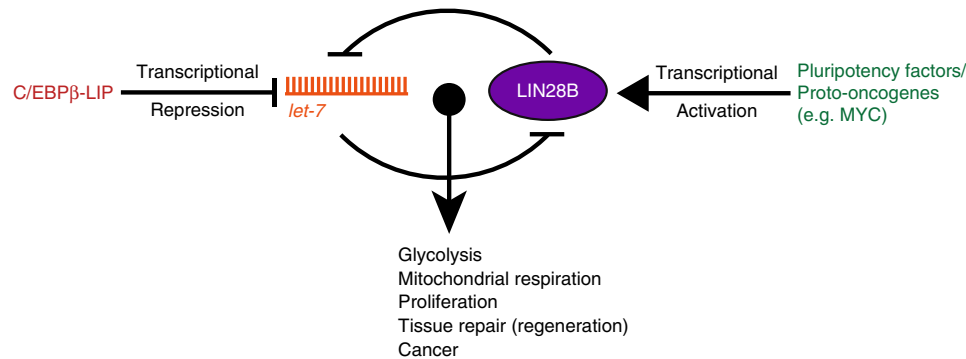 C/EBPβ-LIP
Transcriptional
Repression
let-7
LIN28B
Transcriptional
Activation
Pluripotency factors/
Proto-oncogenes
(e.g. MYC)
Glycolysis
Mitochondrial respiration
Proliferation
Tissue repair (regeneration)
Cancer